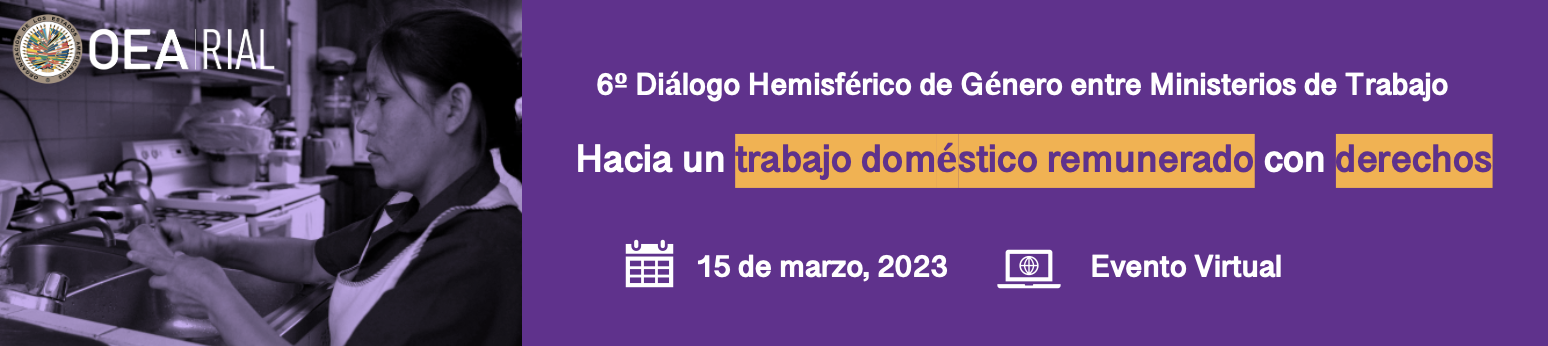 OEA RIAL
6º Diálogo Hemisférico de Género entre Ministerios de Trabajo
Hacia un trabajo doméstico remunerado con derechos
15 de marzo, 2023
Evento Virtual